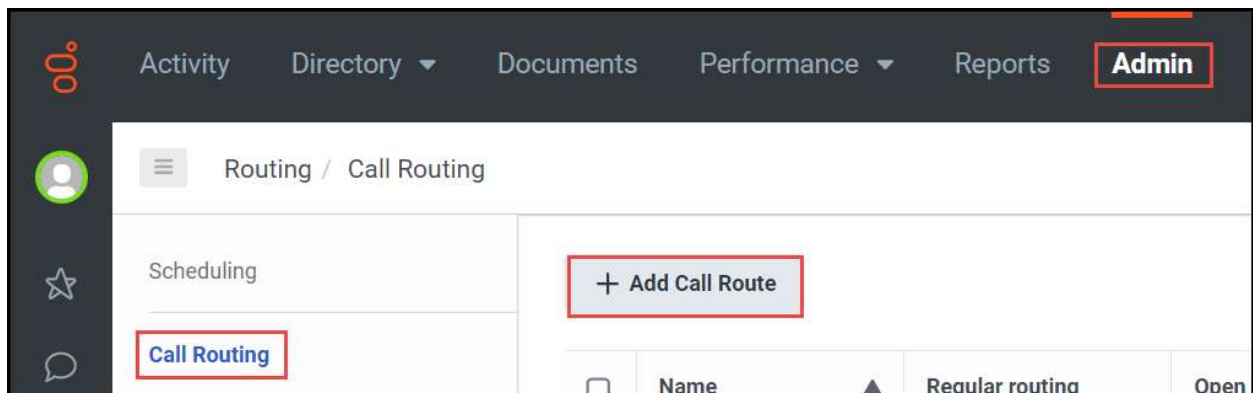 Activity Directory Documents Performance Reports Admin
Routing / Call Routing
Scheduling
+ Add Call Route
Call Routing
Name Regular routing Open